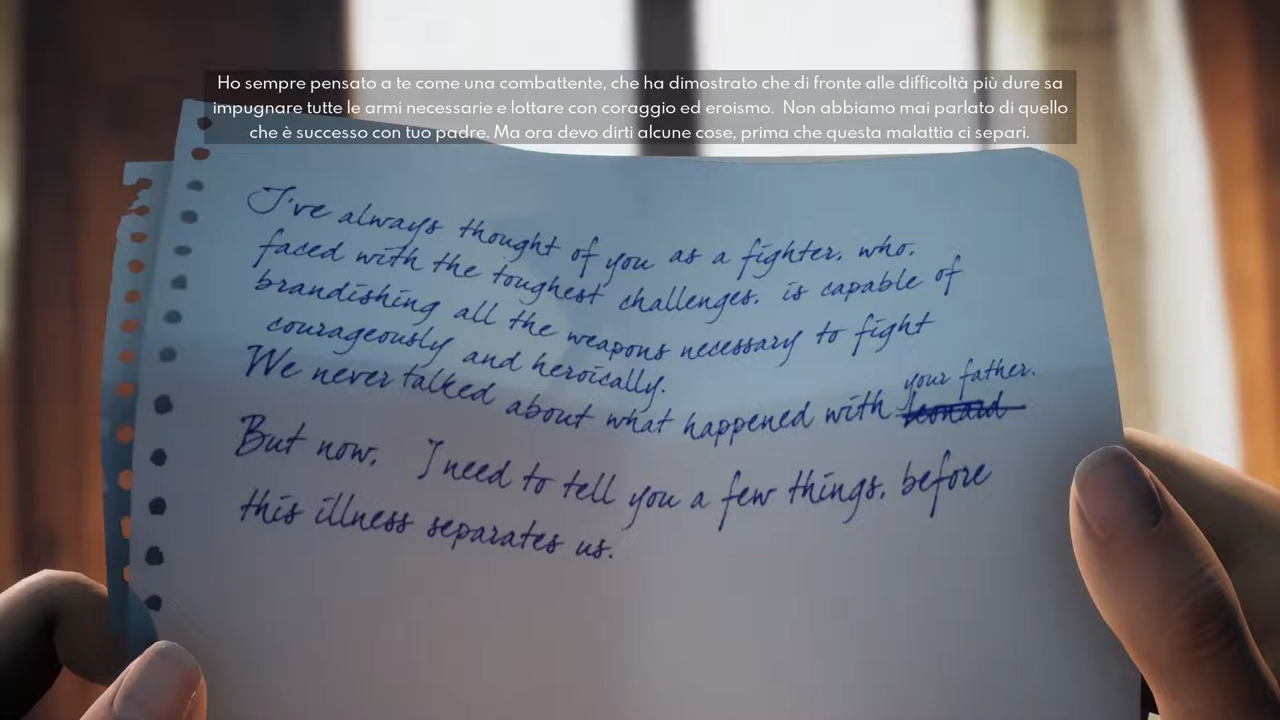 Ho sempre pensato a te come una combattente, che ha dimostrato che di fronte alle difficoltà più dure sa
impugnare tutte le armi necessarie e lottare con coraggio ed eroismo. Non abbiamo mai parlato di quello
che è successo con tuo padre. Ma ora devo dirti alcune cose, prima che questa malattia ci separi.
I've always thought of you as a fighter, who,
faced with the toughest challenges, is capable of
brandishing all the weapons necessary to fight
courageously and heroically.
We never talked about what happened with leonard your father.
But now, I need to tell you a few things, before
this illness separates us.